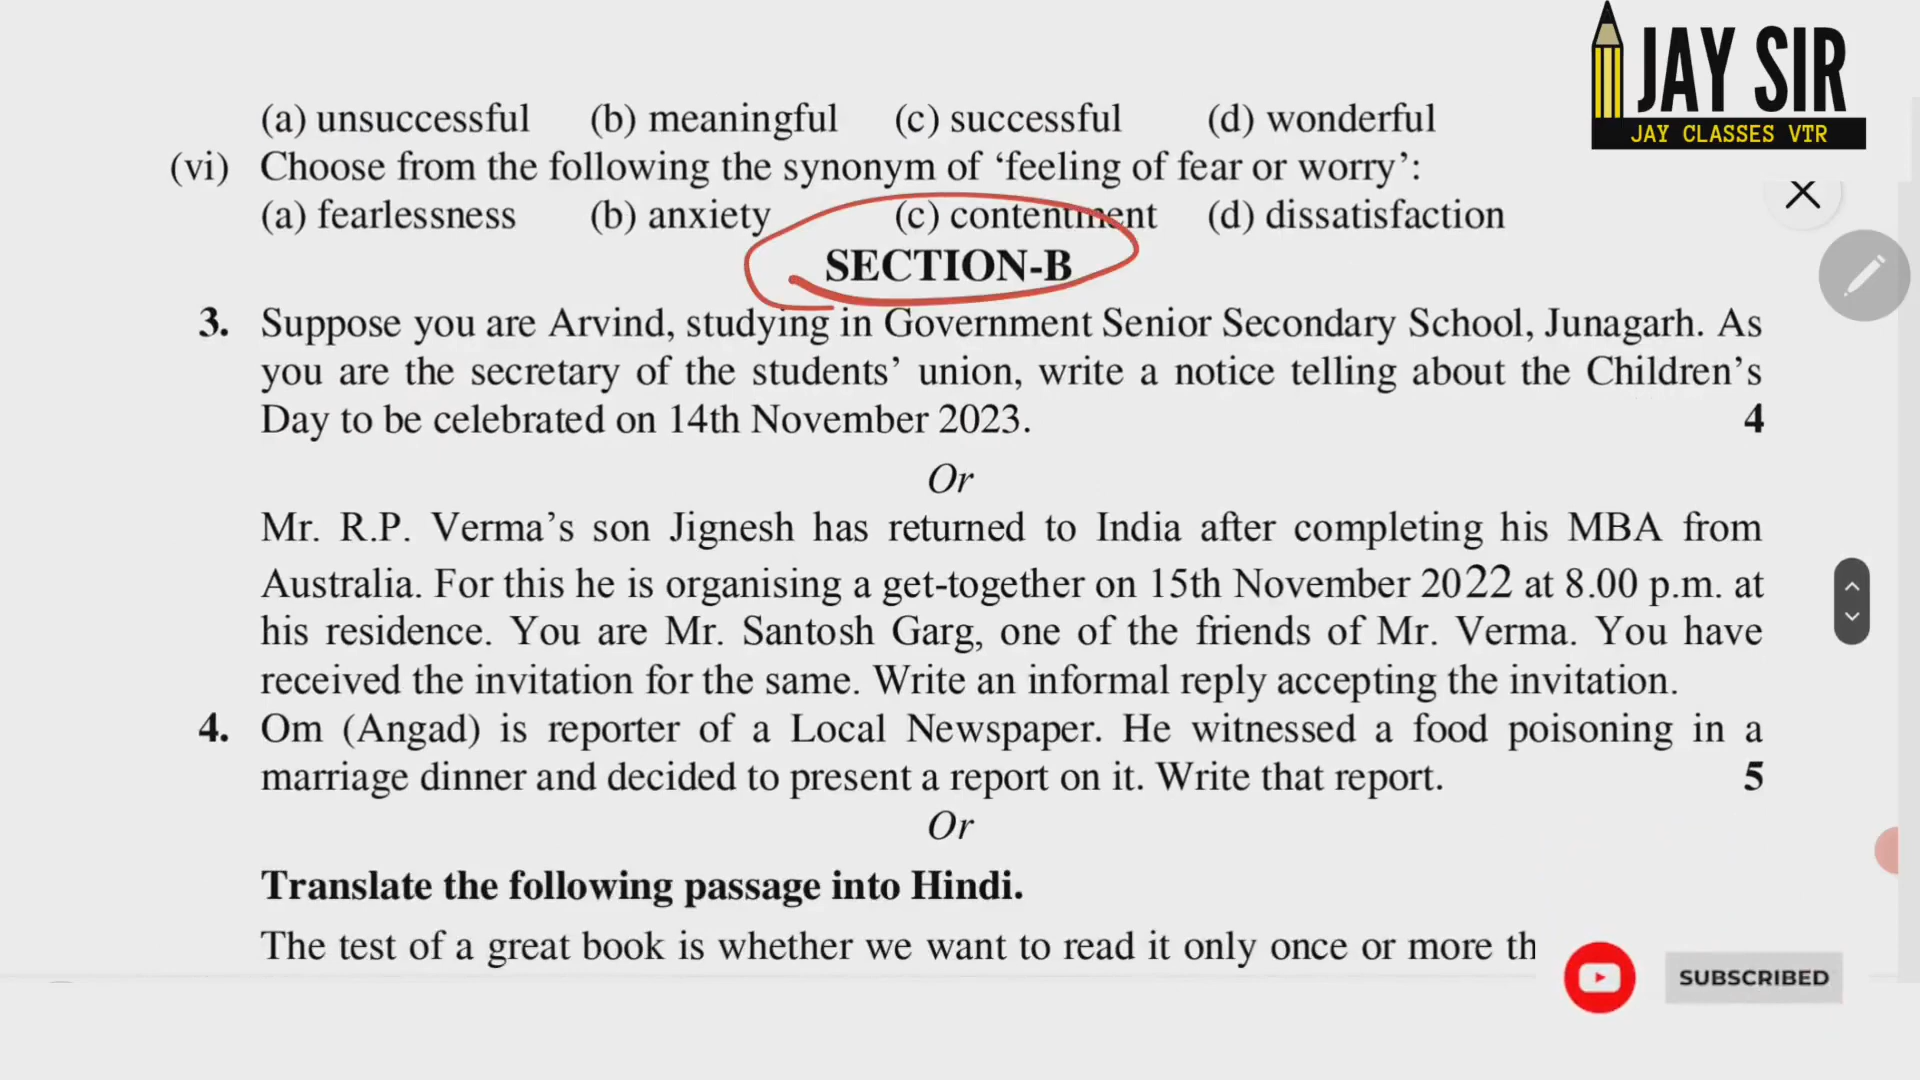 JAY SIR
JAY CLASSES VTR
(a) unsuccessful (b) meaningful (c) successful (d) wonderful
(vi) Choose from the following the synonym of ‘feeling of fear or worry’:
(a) fearlessness (b) anxiety (c) contentment (d) dissatisfaction
SECTION-B
3. Suppose you are Arvind, studying in Government Senior Secondary School, Junagarh. As
you are the secretary of the students’ union, write a notice telling about the Children’s
Day to be celebrated on 14th November 2023. 4
Or
Mr. R.P. Verma’s son Jignesh has returned to India after completing his MBA from
Australia. For this he is organising a get-together on 15th November 2022 at 8.00 p.m. at
his residence. You are Mr. Santosh Garg, one of the friends of Mr. Verma. You have
received the invitation for the same. Write an informal reply accepting the invitation.
4. Om (Angad) is reporter of a Local Newspaper. He witnessed a food poisoning in a
marriage dinner and decided to present a report on it. Write that report. 5
Or
Translate the following passage into Hindi.
The test of a great book is whether we want to read it only once or more th
SUBSCRIBED